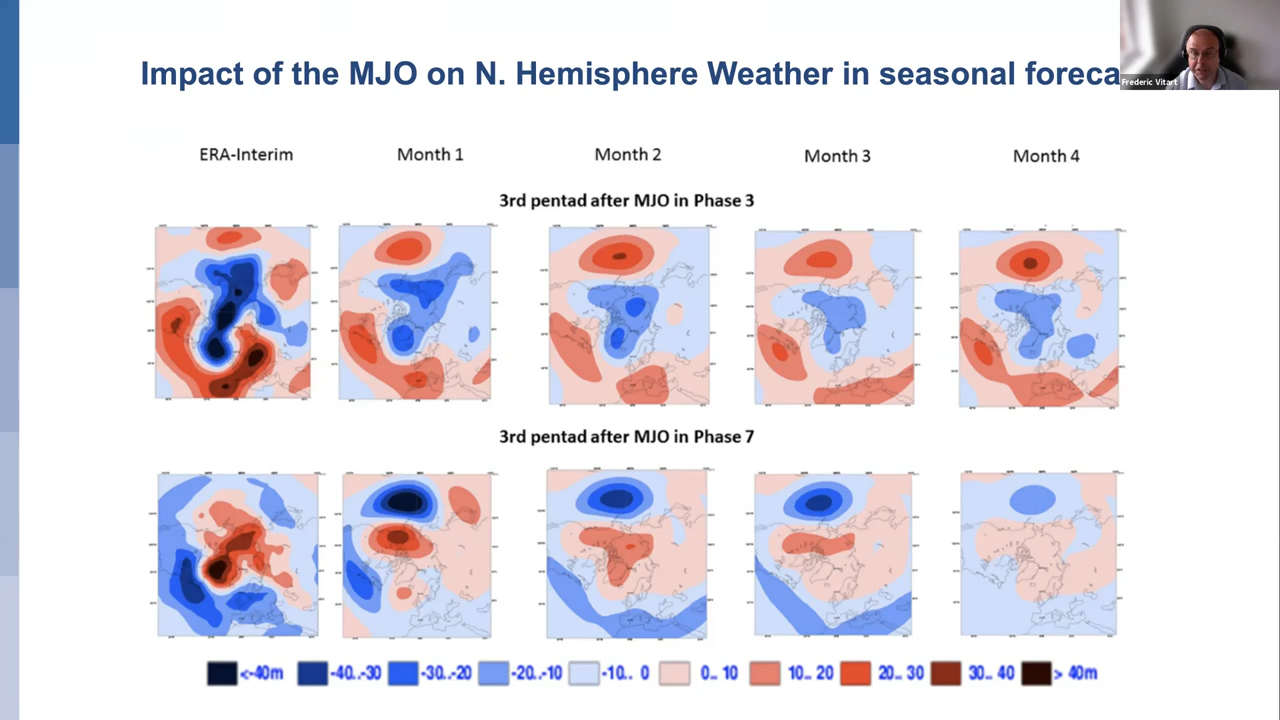 Impact of the MJO on N. Hemisphere Weather in seasonal foreca
Frederic Vitart
ERA-Interim Month 1 Month 2 Month 3 Month 4
3rd pentad after MJO in Phase 3
3rd pentad after MJO in Phase 7
<-40m -40..-30 -30..-20 -20..-10 -10.. 0 0.. 10 10.. 20 20.. 30 30.. 40 > 40m